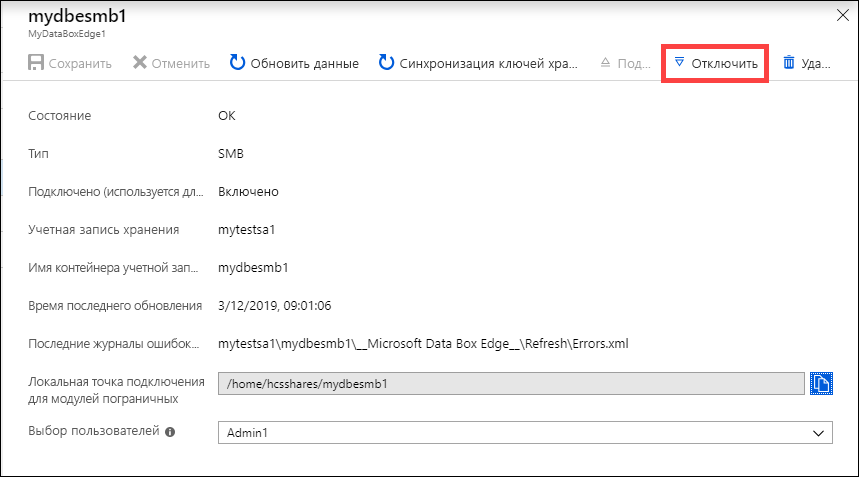 mydbesmb1
MyDataBoxEdge1
Сохранить Отменить Обновить данные Синхронизация ключей хра... Под... Отключить Уда...
Состояние OK
Тип SMB
Подключено (используется дл... Включено
Учетная запись хранения mytestsa1
Имя контейнера учетной зап... mydbesmb1
Время последнего обновления 3/12/2019, 09:01:06
Последние журналы ошибок... mytestsa1\mydbesmb1\__Microsoft Data Box Edge__\Refresh\Errors.xml
Локальная точка подключения
для модулей пограничных
/home/hcsshares/mydbesmb1
Выбор пользователей Admin1